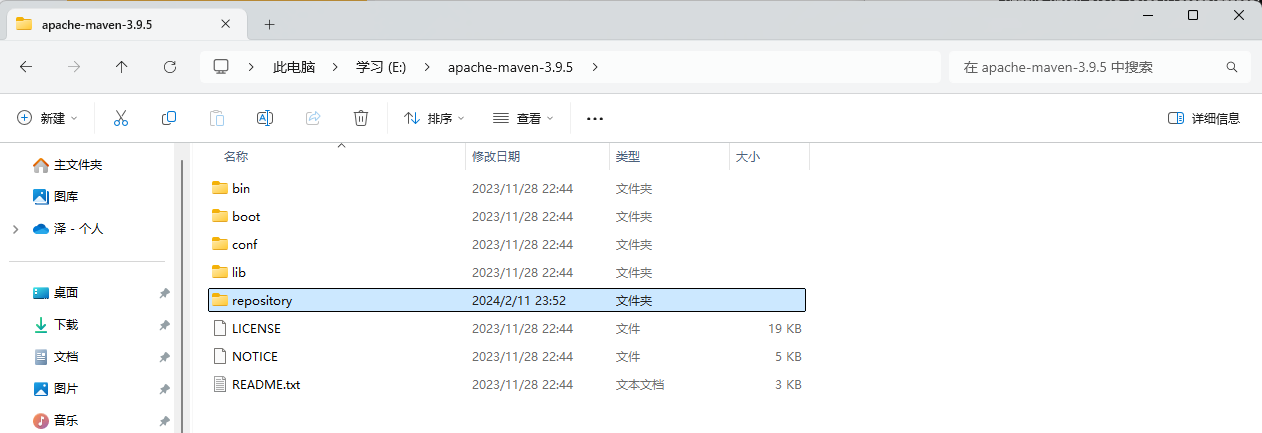 apache-maven-3.9.5
此电脑 学习 (E:) apache-maven-3.9.5 在 apache-maven-3.9.5 中搜索
新建 排序 查看 详细信息
主文件夹
图库
泽 - 个人
桌面
下载
文档
图片
音乐
名称 修改日期 类型 大小
bin 2023/11/28 22:44 文件夹
boot 2023/11/28 22:44 文件夹
conf 2023/11/28 22:44 文件夹
lib 2023/11/28 22:44 文件夹
repository 2024/2/11 23:52 文件夹
LICENSE 2023/11/28 22:44 文件 19 KB
NOTICE 2023/11/28 22:44 文件 5 KB
README.txt 2023/11/28 22:44 文本文档 3 KB